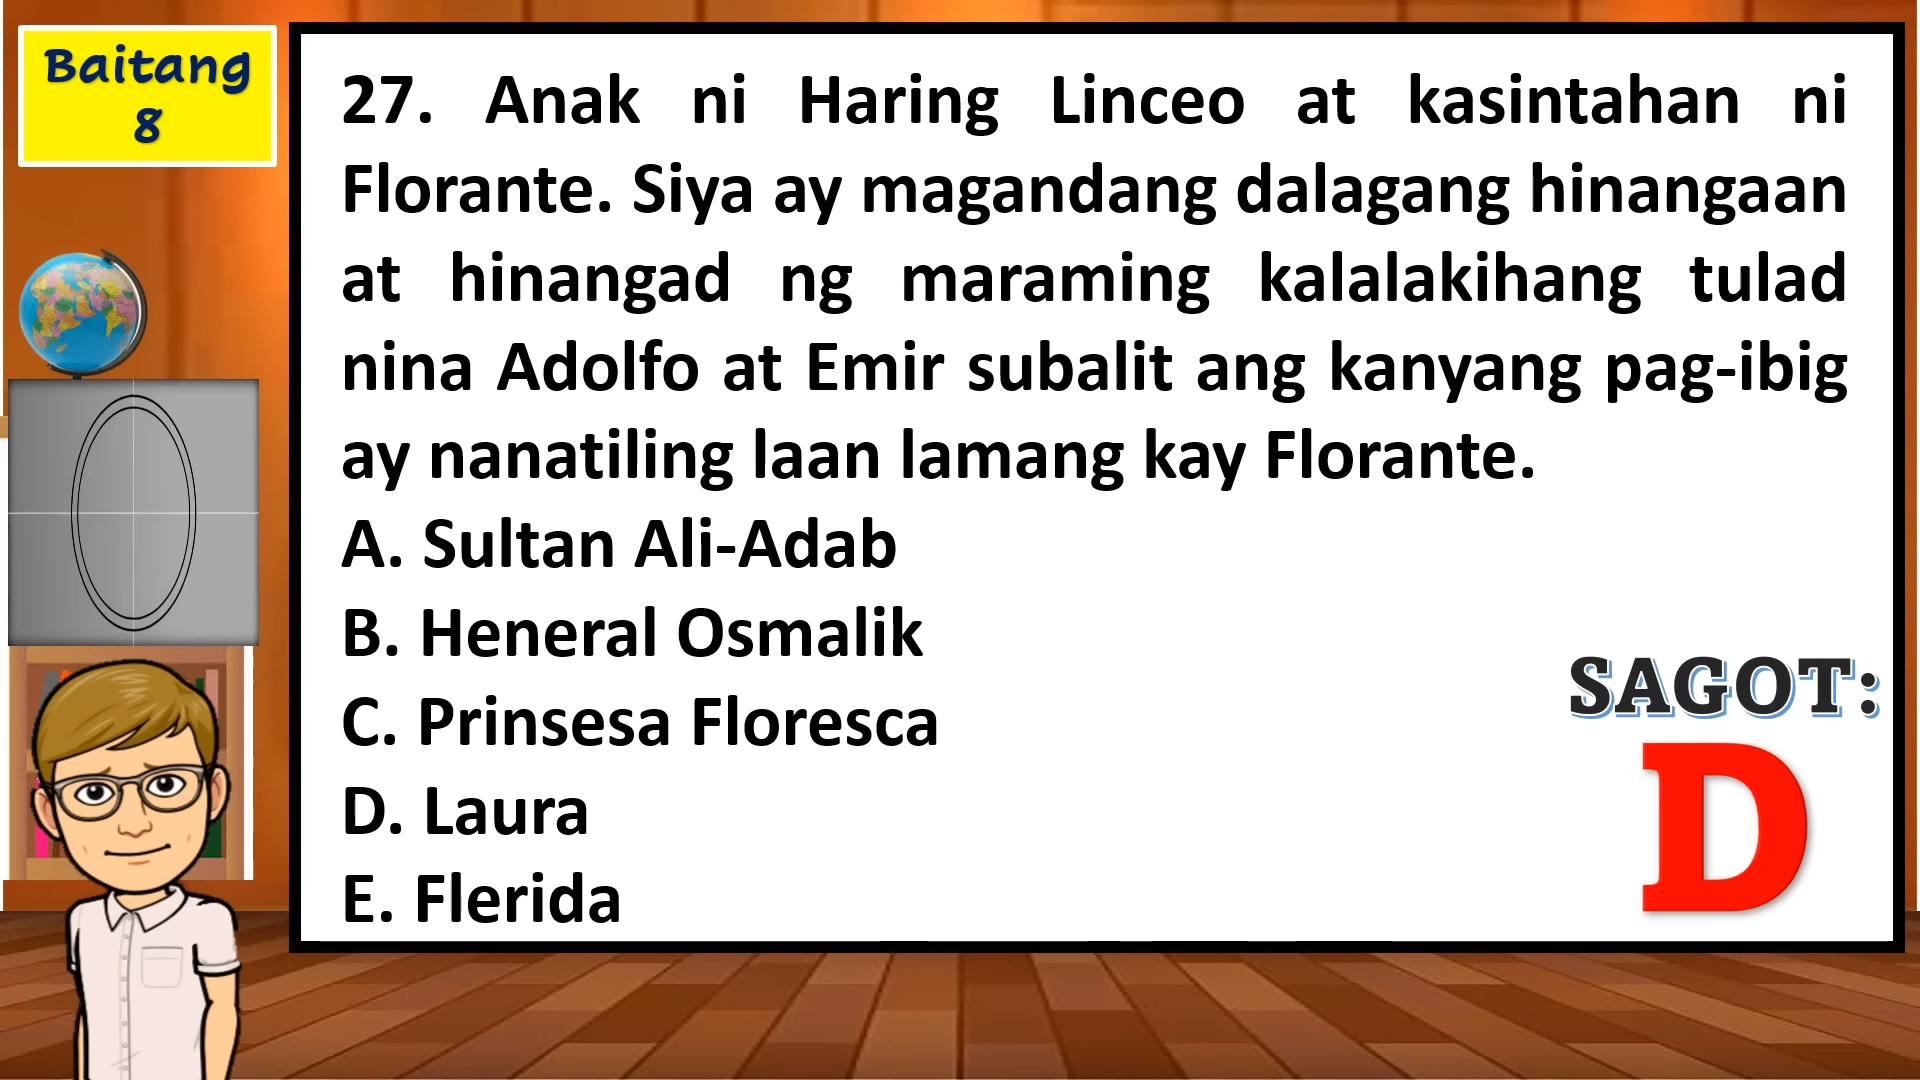 Baitang
8
27. Anak ni Haring Linceo at kasintahan ni
Florante. Siya ay magandang dalagang hinangaan
at hinangad ng maraming kalalakihang tulad
nina Adolfo at Emir subalit ang kanyang pag-ibig
ay nanatiling laan lamang kay Florante.
A. Sultan Ali-Adab
B. Heneral Osmalik
C. Prinsesa Floresca
D. Laura
E. Flerida
SAGOT:
D